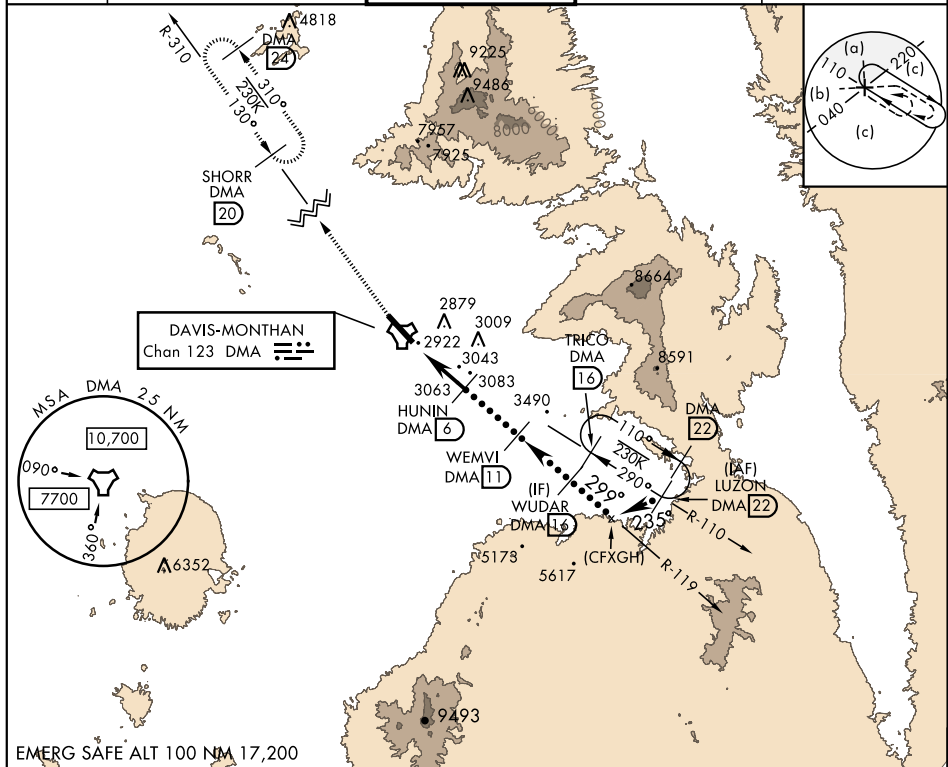 R-310
4818
DMA
24
310°
230K
130°
SHORR
DMA
20
9225
9486
7957
7925
8000
6000
4000
(a)
110
220
(c)
(b)
040
(c)
DAVIS-MONTHAN
Chan 123 DMA
2879
2922
3009
3043
3083
3063
HUNIN
DMA 6
3490
TRICO
DMA
16
8664
8591
WEMVI
DMA 11
110°
230K
290°
DMA
22
(IAF)
LUZON
DMA 22
(IF)
WUDAR
DMA 16
299°
235°
R-110
(CFXGH)
R-119
5173
5617
MSA DMA 25 NM
10,700
090°
7700
360°
6352
9493
EMERG SAFE ALT 100 NM 17,200